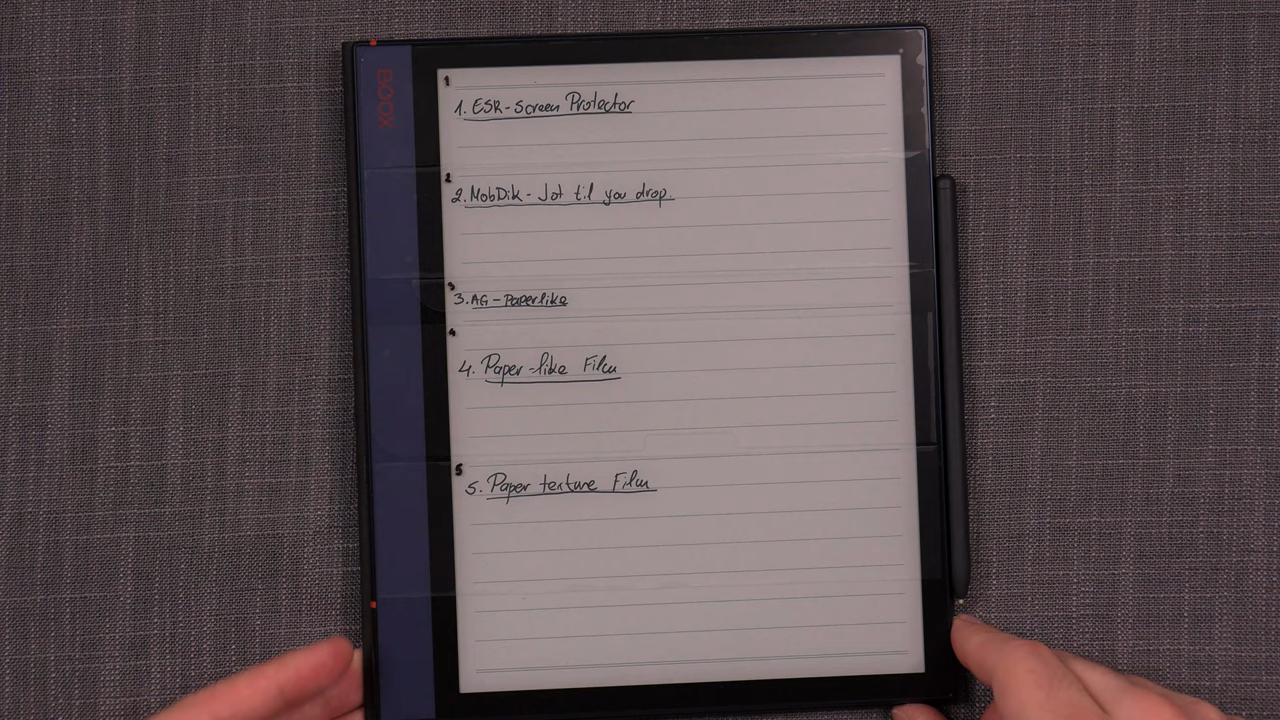 BOOX
1
1. ESR-Screen Protector
2
2. MobDik - Jot til you drop.
3
3. AG-Paperlike
4
4. Paper-like Film
5
5. Paper texture Film